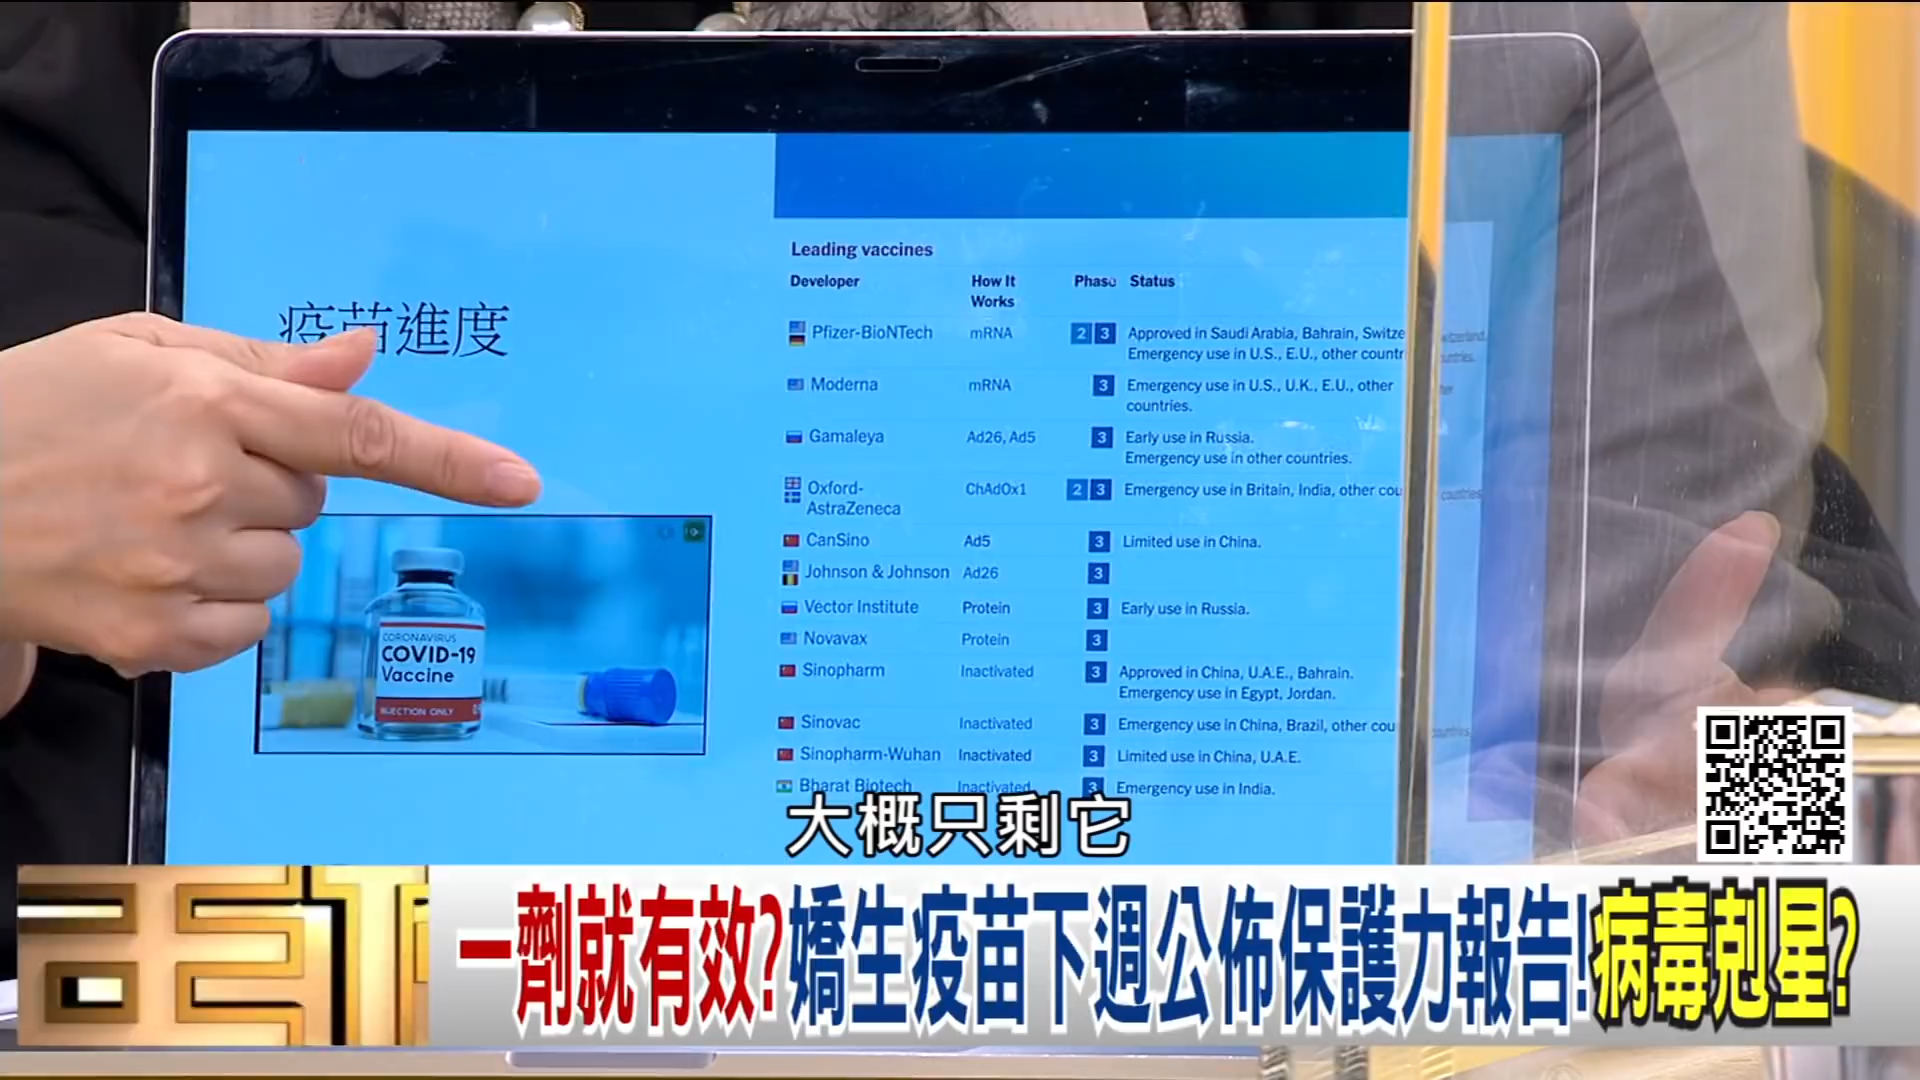 疫苗進度
Leading vaccines
Developer How It Works Phase Status
Pfizer-BioNTech mRNA 2 3 Approved in Saudi Arabia, Bahrain, Switze
Emergency use in U.S., E.U., other countr
Moderna mRNA 3 Emergency use in U.S., U.K., E.U., other
countries.
Gamaleya Ad26, Ad5 3 Early use in Russia.
Emergency use in other countries.
Oxford-
AstraZeneca ChAdOx1 2 3 Emergency use in Britain, India, other cou
CanSino Ad5 3 Limited use in China.
Johnson & Johnson Ad26 3
Vector Institute Protein 3 Early use in Russia.
Novavax Protein 3
Sinopharm Inactivated 3 Approved in China, U.A.E., Bahrain.
Emergency use in Egypt, Jordan.
Sinovac Inactivated 3 Emergency use in China, Brazil, other cou
Sinopharm-Wuhan Inactivated 3 Limited use in China, U.A.E.
Bharat Biotech Inactivated 3 Emergency use in India.
CORONAVIRUS
COVID-19
Vaccine
INJECTION ONLY
大概只剩它
一劑就有效?嬌生疫苗下週公佈保護力報告!病毒剋星?